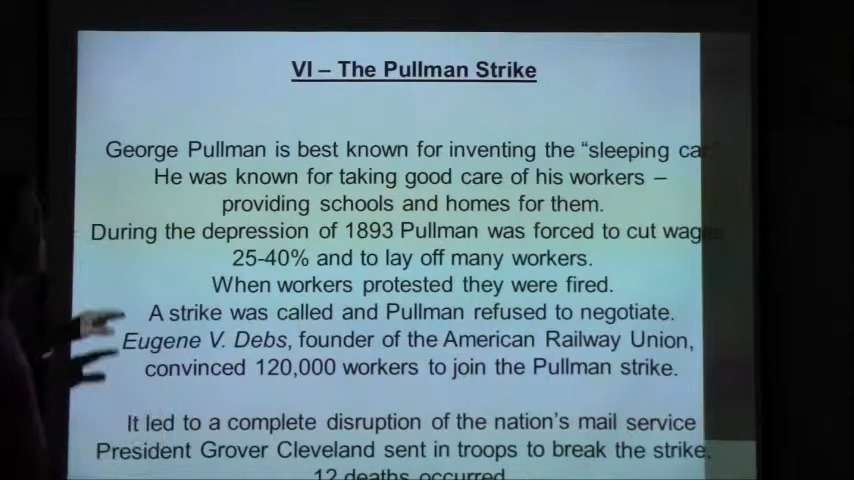 VI – The Pullman Strike
George Pullman is best known for inventing the “sleeping car.”
He was known for taking good care of his workers –
providing schools and homes for them.
During the depression of 1893 Pullman was forced to cut wages
25-40% and to lay off many workers.
When workers protested they were fired.
A strike was called and Pullman refused to negotiate.
Eugene V. Debs, founder of the American Railway Union,
convinced 120,000 workers to join the Pullman strike.
It led to a complete disruption of the nation’s mail service
President Grover Cleveland sent in troops to break the strike.
12 deaths occurred